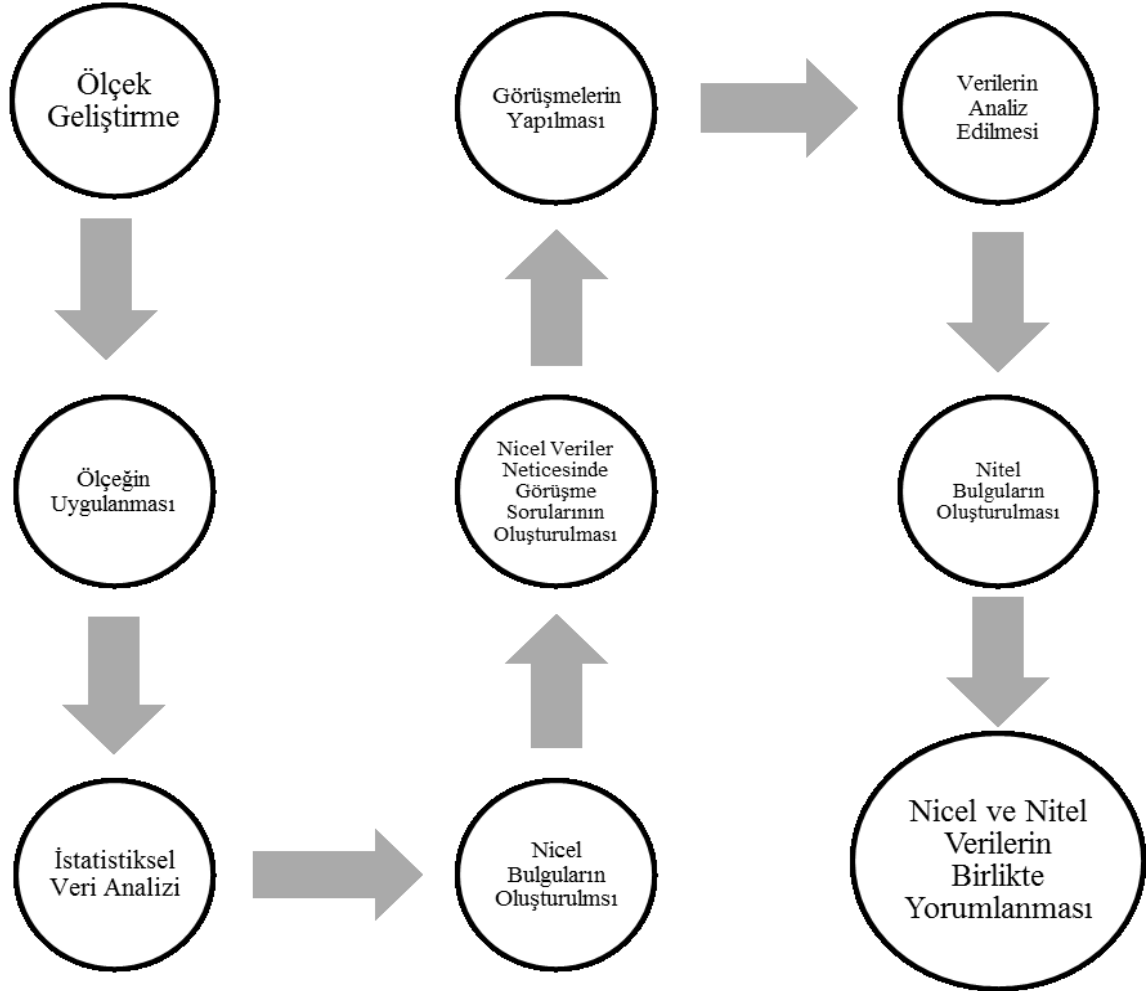 Ölçek
Geliştirme
Ölçeğin
Uygulanması
İstatistiksel
Veri Analizi
Nicel
Bulguların
Oluşturulmsı
Nicel Veriler
Neticesinde
Görüşme
Sorularının
Oluşturulması
Görüşmelerin
Yapılması
Verilerin
Analiz
Edilmesi
Nitel
Bulguların
Oluşturulması
Nicel ve Nitel
Verilerin
Birlikte
Yorumlanması